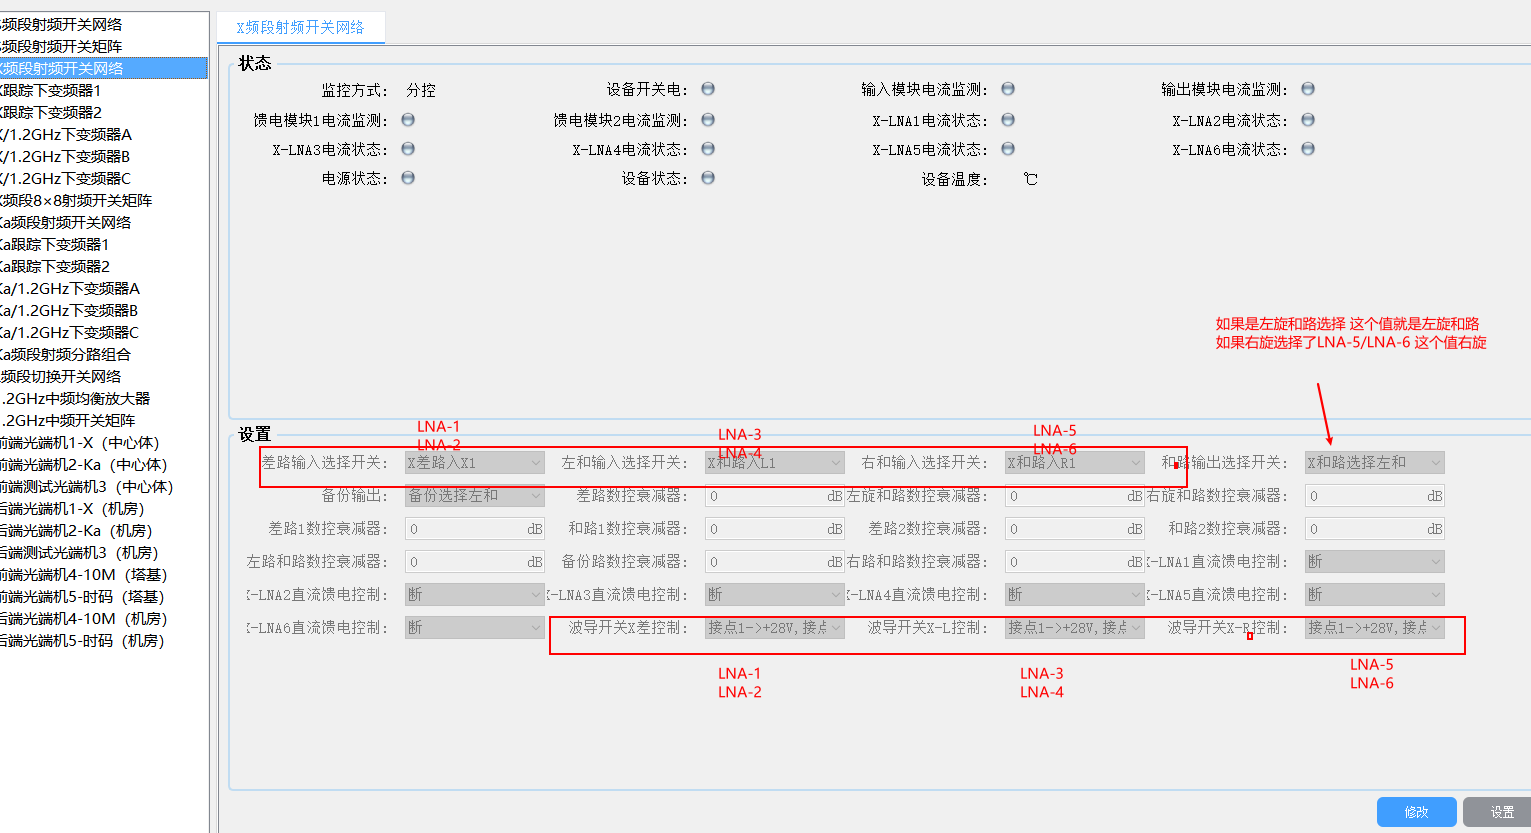 频段射频开关网络
频段射频开关矩阵
X频段射频开关网络
X跟踪下变频器1
X跟踪下变频器2
X/1.2GHz下变频器A
X/1.2GHz下变频器B
X/1.2GHz下变频器C
X频段8×8射频开关矩阵
Ka频段射频开关网络
Ka跟踪下变频器1
Ka跟踪下变频器2
Ka/1.2GHz下变频器A
Ka/1.2GHz下变频器B
Ka/1.2GHz下变频器C
Ka频段射频分路组合
频段切换开关网络
.2GHz中频均衡放大器
.2GHz中频开关矩阵
前端光端机1-X（中心体）
前端光端机2-Ka（中心体）
前端测试光端机3（中心体）
后端光端机1-X（机房）
后端光端机2-Ka（机房）
后端测试光端机3（机房）
前端光端机4-10M（塔基）
前端光端机5-时码（塔基）
后端光端机4-10M（机房）
后端光端机5-时码（机房）
X频段射频开关网络
状态
监控方式： 分控 设备开关电： 输入模块电流监测： 输出模块电流监测：
馈电模块1电流监测： 馈电模块2电流监测： X-LNA1电流状态： X-LNA2电流状态：
X-LNA3电流状态： X-LNA4电流状态： X-LNA5电流状态： X-LNA6电流状态：
电源状态： 设备状态： 设备温度： ℃
如果是左旋和路选择 这个值就是左旋和路
如果右旋选择了LNA-5/LNA-6 这个值右旋
设置
LNA-1
LNA-2
LNA-3
LNA-4
LNA-5
LNA-6
差路输入选择开关： X差路入X1 左和输入选择开关： X和路入L1 右和输入选择开关： X和路入R1 和路输出选择开关： X和路选择左和
备份输出： 备份选择左和 差路数控衰减器： 0 dB 左旋和路数控衰减器： 0 dB 右旋和路数控衰减器： 0 dB
差路1数控衰减器： 0 dB 和路1数控衰减器： 0 dB 差路2数控衰减器： 0 dB 和路2数控衰减器： 0 dB
左路和路数控衰减器： 0 dB 备份路数控衰减器： 0 dB 右路和路数控衰减器： 0 dB X-LNA1直流馈电控制： 断
X-LNA2直流馈电控制： 断 X-LNA3直流馈电控制： 断 X-LNA4直流馈电控制： 断 X-LNA5直流馈电控制： 断
X-LNA6直流馈电控制： 断 波导开关X差控制： 接点1->+28V,接点 波导开关X-L控制： 接点1->+28V,接点 波导开关X-R控制： 接点1->+28V,接点
LNA-1
LNA-2
LNA-3
LNA-4
LNA-5
LNA-6
修改 设置